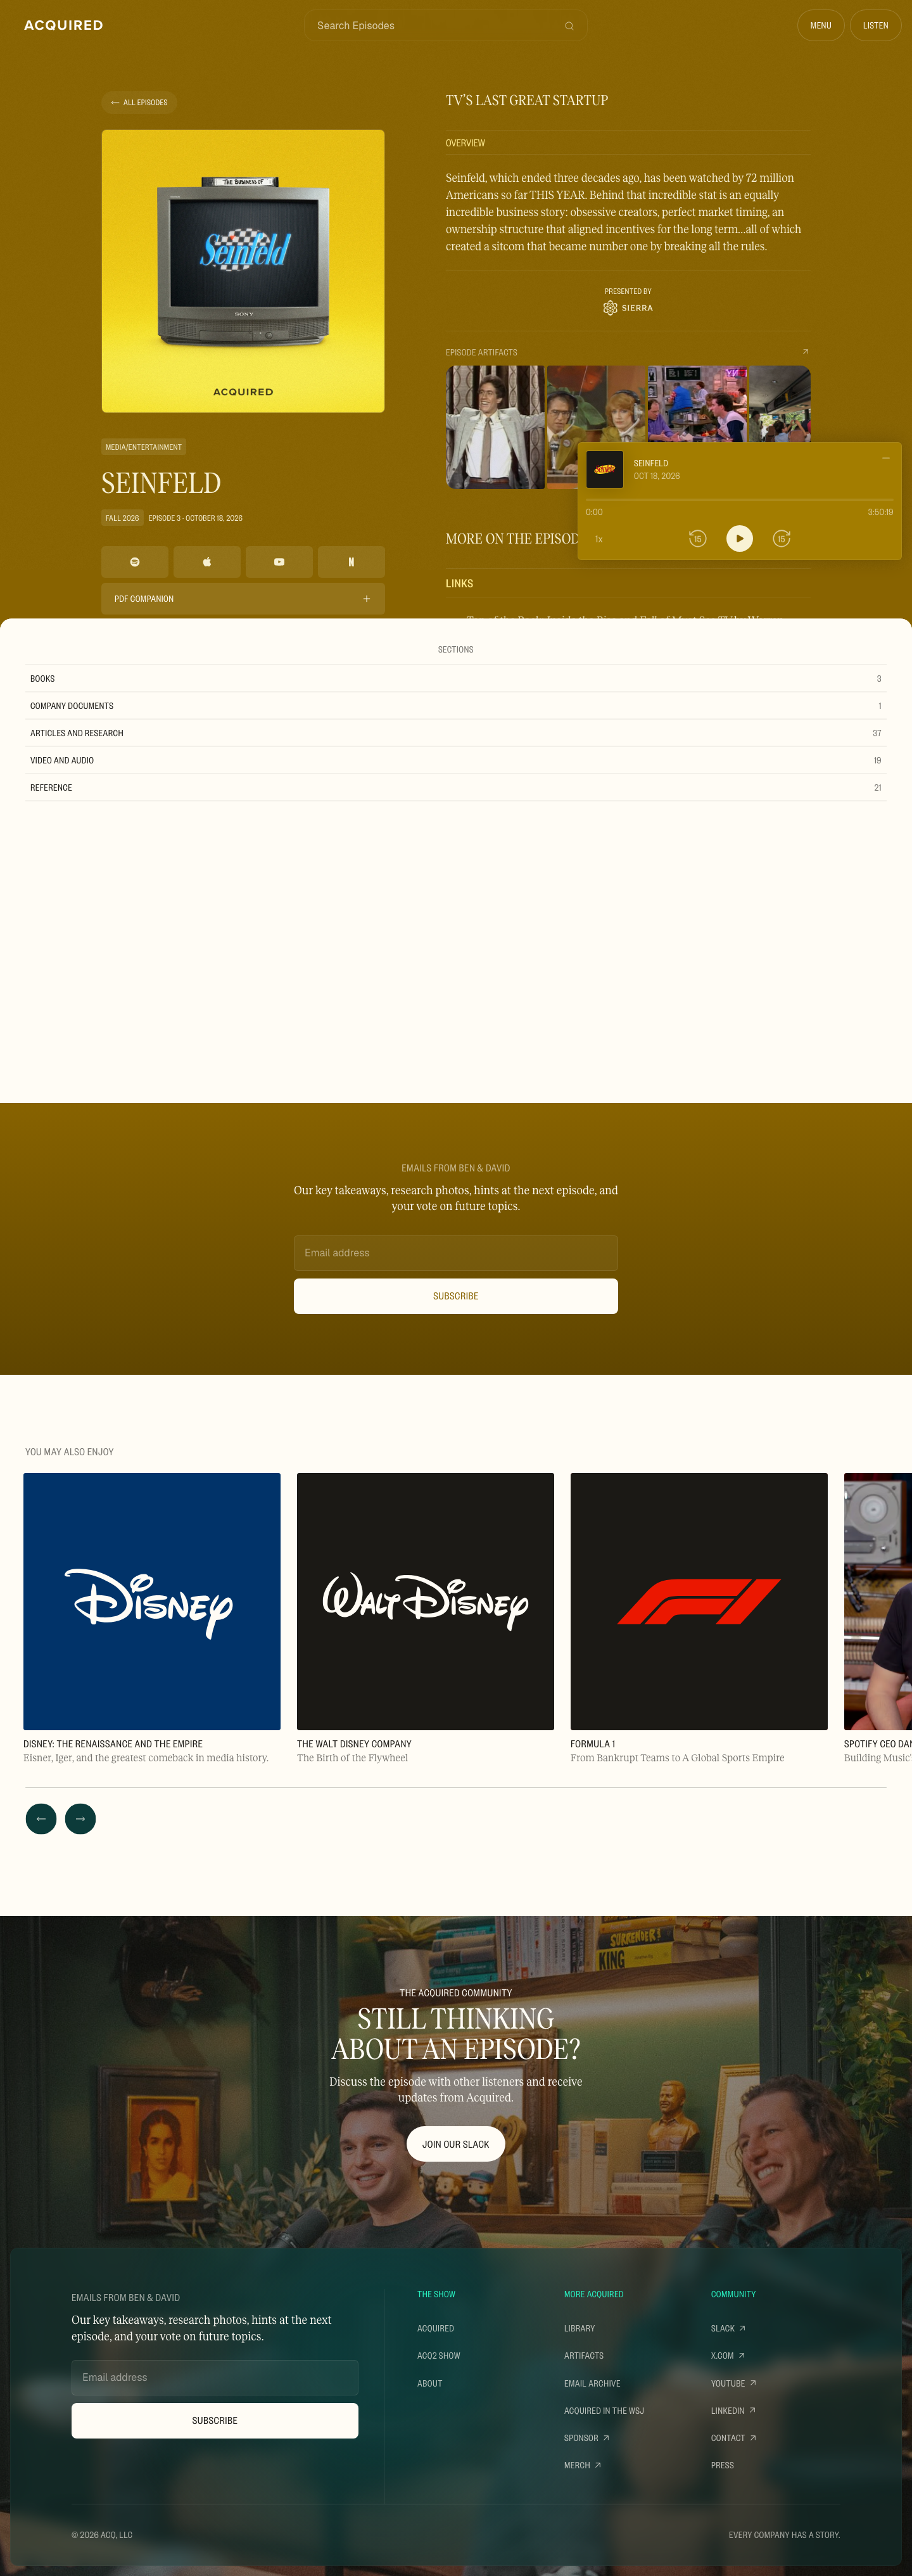 ACQUIRED
Search Episodes
MENU
LISTEN
← ALL EPISODES
THE BUSINESS OF
Seinfeld
SONY
ACQUIRED
MEDIA/ENTERTAINMENT
SEINFELD
FALL 2026
EPISODE 3 · OCTOBER 18, 2026
PDF COMPANION
TV'S LAST GREAT STARTUP
OVERVIEW
Seinfeld, which ended three decades ago, has been watched by 72 million
Americans so far THIS YEAR. Behind that incredible stat is an equally
incredible business story: obsessive creators, perfect market timing, an
ownership structure that aligned incentives for the long term...all of which
created a sitcom that became number one by breaking all the rules.
PRESENTED BY
SIERRA
EPISODE ARTIFACTS
SEINFELD
OCT 18, 2026
0:00
3:50:19
1x
15
15
MORE ON THE EPISOD
LINKS
SECTIONS
BOOKS 3
COMPANY DOCUMENTS 1
ARTICLES AND RESEARCH 37
VIDEO AND AUDIO 19
REFERENCE 21
EMAILS FROM BEN & DAVID
Our key takeaways, research photos, hints at the next episode, and
your vote on future topics.
Email address
SUBSCRIBE
YOU MAY ALSO ENJOY
Disney
Walt Disney
F1
DISNEY: THE RENAISSANCE AND THE EMPIRE
Eisner, Iger, and the greatest comeback in media history.
THE WALT DISNEY COMPANY
The Birth of the Flywheel
FORMULA 1
From Bankrupt Teams to A Global Sports Empire
SPOTIFY CEO DA
Building Music'
THE ACQUIRED COMMUNITY
STILL THINKING
ABOUT AN EPISODE?
Discuss the episode with other listeners and receive
updates from Acquired.
JOIN OUR SLACK
EMAILS FROM BEN & DAVID
Our key takeaways, research photos, hints at the next
episode, and your vote on future topics.
Email address
SUBSCRIBE
THE SHOW
ACQUIRED
ACQ2 SHOW
ABOUT
MORE ACQUIRED
LIBRARY
ARTIFACTS
EMAIL ARCHIVE
ACQUIRED IN THE WSJ
SPONSOR
MERCH
COMMUNITY
SLACK
X.COM
YOUTUBE
LINKEDIN
CONTACT
PRESS
© 2026 ACQ, LLC
EVERY COMPANY HAS A STORY.